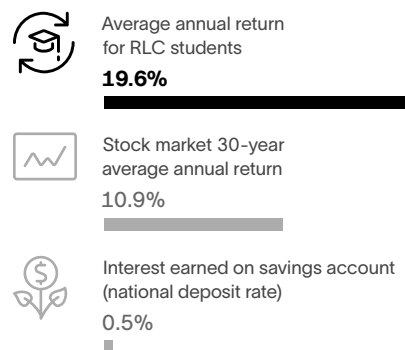 Average annual return
for RLC students
19.6%
Stock market 30-year
average annual return
10.9%
Interest earned on savings account
(national deposit rate)
0.5%